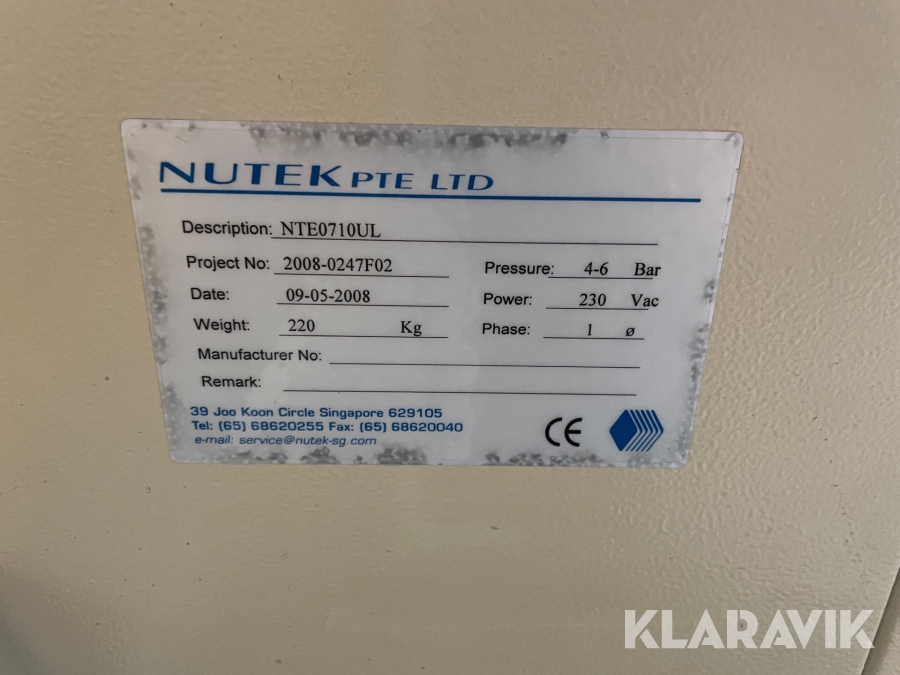 NUTEK PTE LTD
Description: NTE0710UL
Project No: 2008-0247F02 Pressure: 4-6 Bar
Date: 09-05-2008 Power: 230 Vac
Weight: 220 Kg Phase: 1 ø
Manufacturer No:
Remark:
39 Joo Koon Circle Singapore 629105
Tel: (65) 68620255 Fax: (65) 68620040
e-mail: service@nutek-sg.com
CE
KLARAVIK